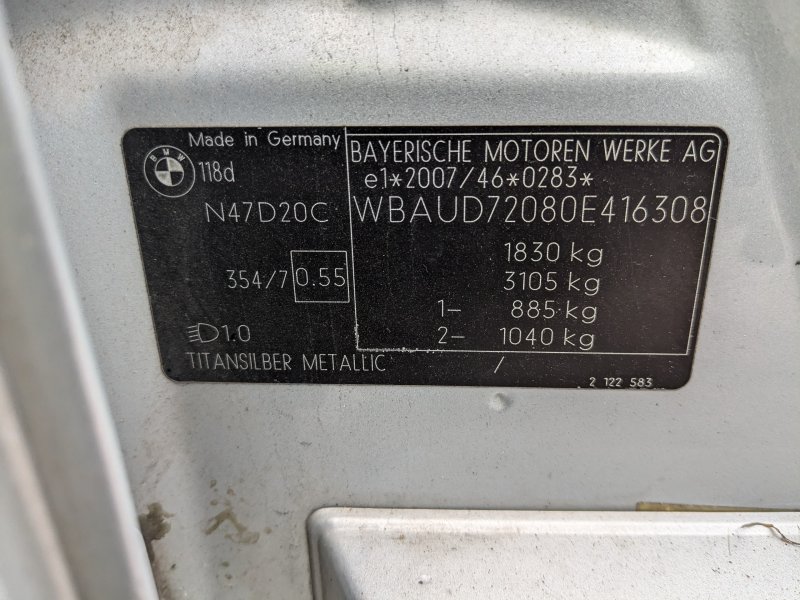 Made in Germany
BMW
118d
N47D20C
354/7 0.55
1.0
TITANSILBER METALLIC /
BAYERISCHE MOTOREN WERKE AG
e1*2007/46*0283*
WBAUD72080E416308
1830 kg
3105 kg
1- 885 kg
2- 1040 kg
2 122 583